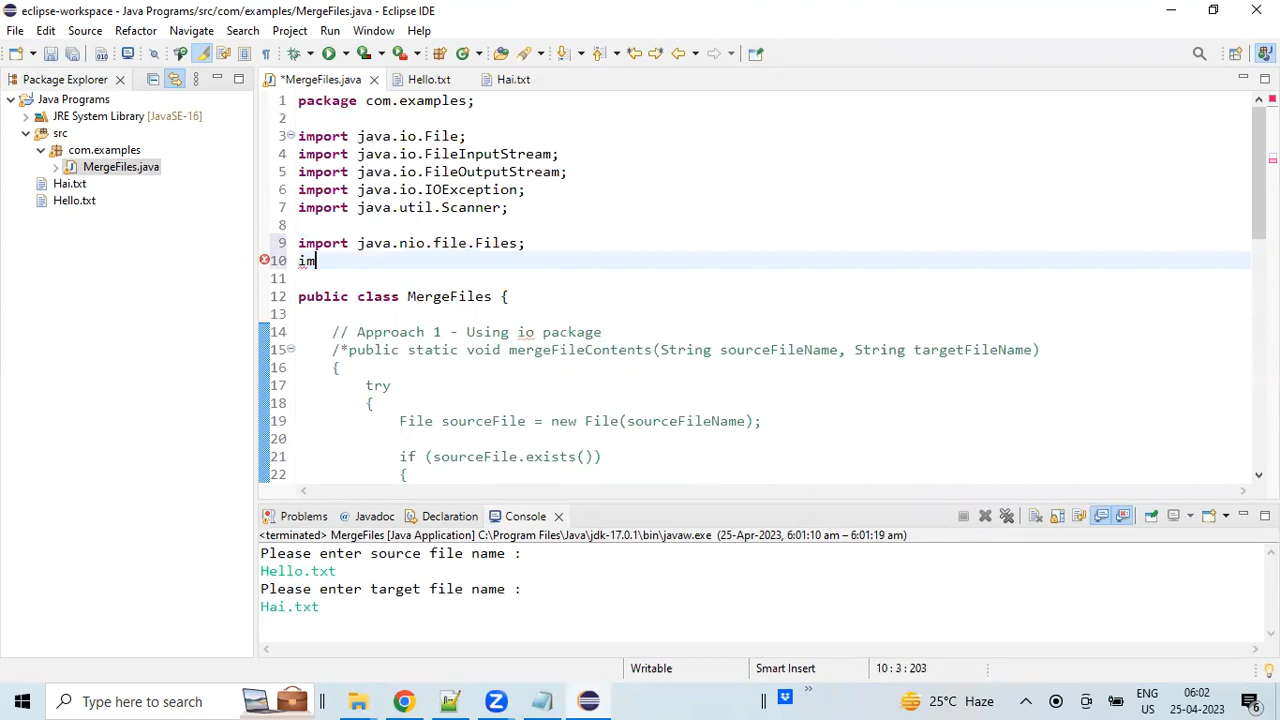 eclipse-workspace - Java Programs/src/com/examples/MergeFiles.java - Eclipse IDE
File Edit Source Refactor Navigate Search Project Run Window Help
Package Explorer
*MergeFiles.java Hello.txt Hai.txt
Java Programs
JRE System Library [JavaSE-16]
src
com.examples
MergeFiles.java
Hai.txt
Hello.txt
1 package com.examples;
2
3 import java.io.File;
4 import java.io.FileInputStream;
5 import java.io.FileOutputStream;
6 import java.io.IOException;
7 import java.util.Scanner;
8
9 import java.nio.file.Files;
10 im
11
12 public class MergeFiles {
13
14 // Approach 1 - Using io package
15 /*public static void mergeFileContents(String sourceFileName, String targetFileName)
16 {
17 try
18 {
19 File sourceFile = new File(sourceFileName);
20
21 if (sourceFile.exists())
22 {
Problems Javadoc Declaration Console
<terminated> MergeFiles [Java Application] C:\Program Files\Java\jdk-17.0.1\bin\javaw.exe (25-Apr-2023, 6:01:10 am – 6:01:19 am)
Please enter source file name :
Hello.txt
Please enter target file name :
Hai.txt
Writable Smart Insert 10 : 3 : 203
Type here to search
25°C Haze
ENG
IN
06:02
25-04-2023
6